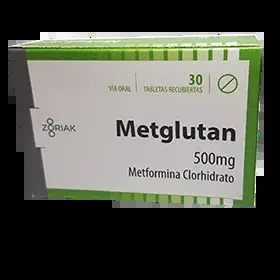 VÍA ORAL
30
TABLETAS RECUBIERTAS
ZORIAK
Metglutan
500mg
Metformina Clorhidrato